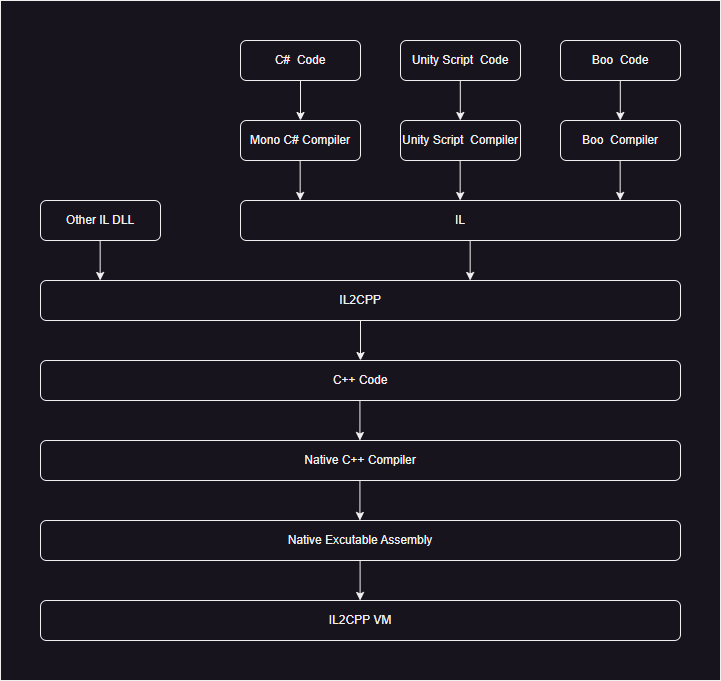 C#  Code
Unity Script  Code
Boo  Code
Mono C# Compiler
Unity Script  Compiler
Boo  Compiler
Other IL DLL
IL
IL2CPP
C++ Code
Native C++ Compiler
Native Excutable Assembly
IL2CPP VM